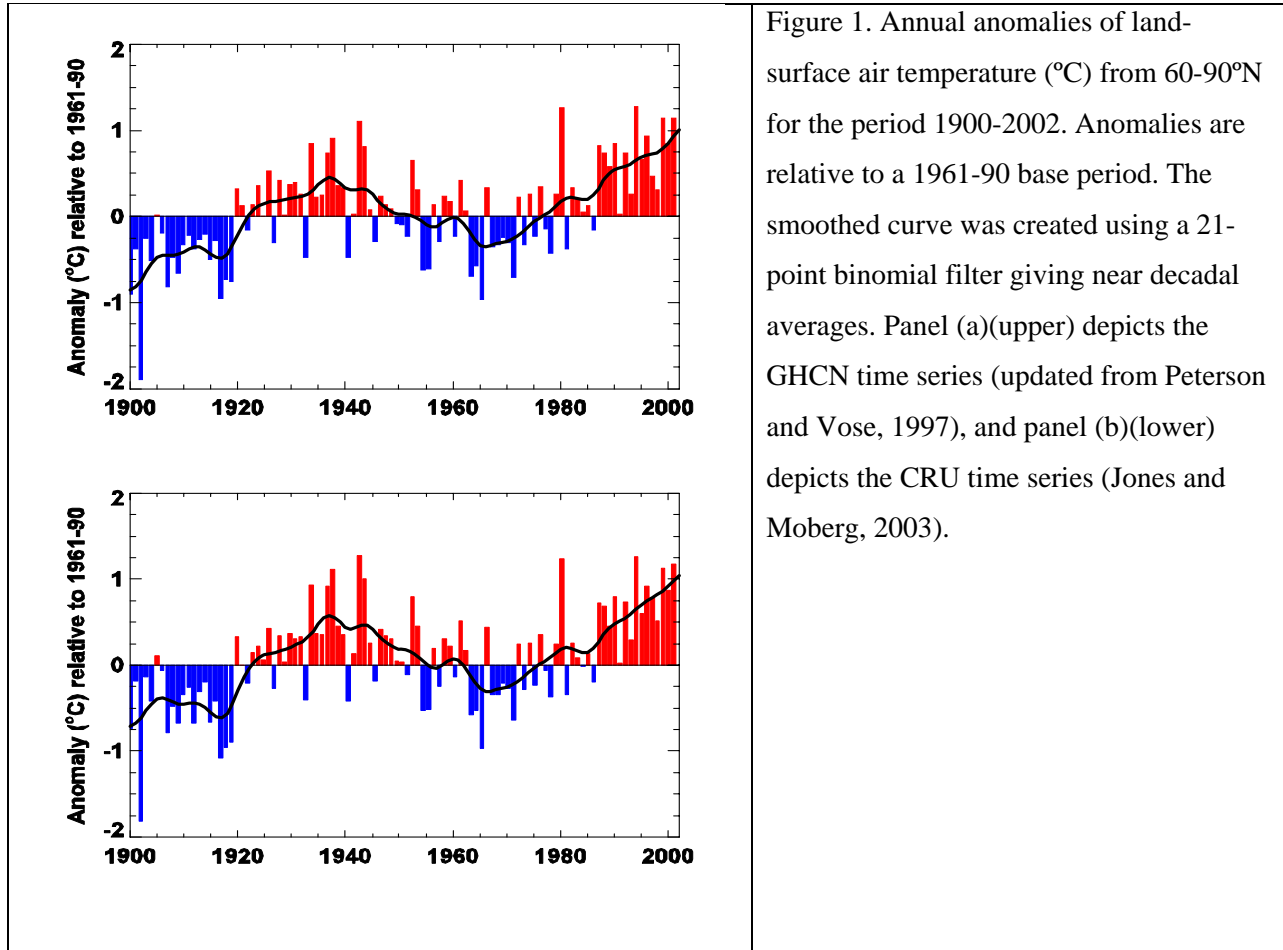 2
1
0
-1
-2
Anomaly (°C) relative to 1961-90
1900 1920 1940 1960 1980 2000
2
1
0
-1
-2
Anomaly (°C) relative to 1961-90
1900 1920 1940 1960 1980 2000
Figure 1. Annual anomalies of land-
surface air temperature (ºC) from 60-90ºN
for the period 1900-2002. Anomalies are
relative to a 1961-90 base period. The
smoothed curve was created using a 21-
point binomial filter giving near decadal
averages. Panel (a)(upper) depicts the
GHCN time series (updated from Peterson
and Vose, 1997), and panel (b)(lower)
depicts the CRU time series (Jones and
Moberg, 2003).